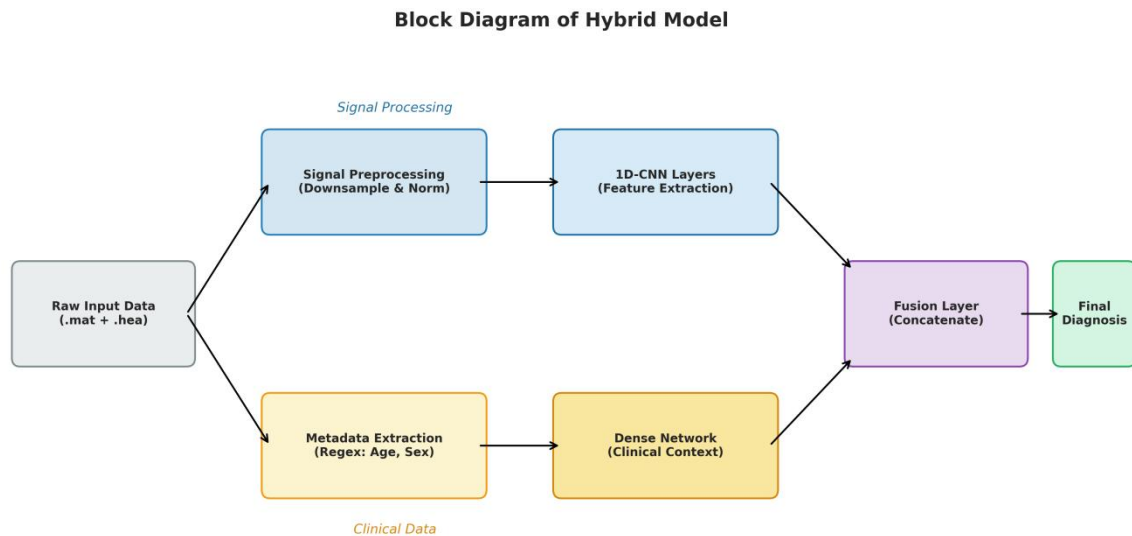 Block Diagram of Hybrid Model
Signal Processing
Signal Preprocessing
(Downsample & Norm)
1D-CNN Layers
(Feature Extraction)
Raw Input Data
(.mat + .hea)
Fusion Layer
(Concatenate)
Final
Diagnosis
Metadata Extraction
(Regex: Age, Sex)
Dense Network
(Clinical Context)
Clinical Data